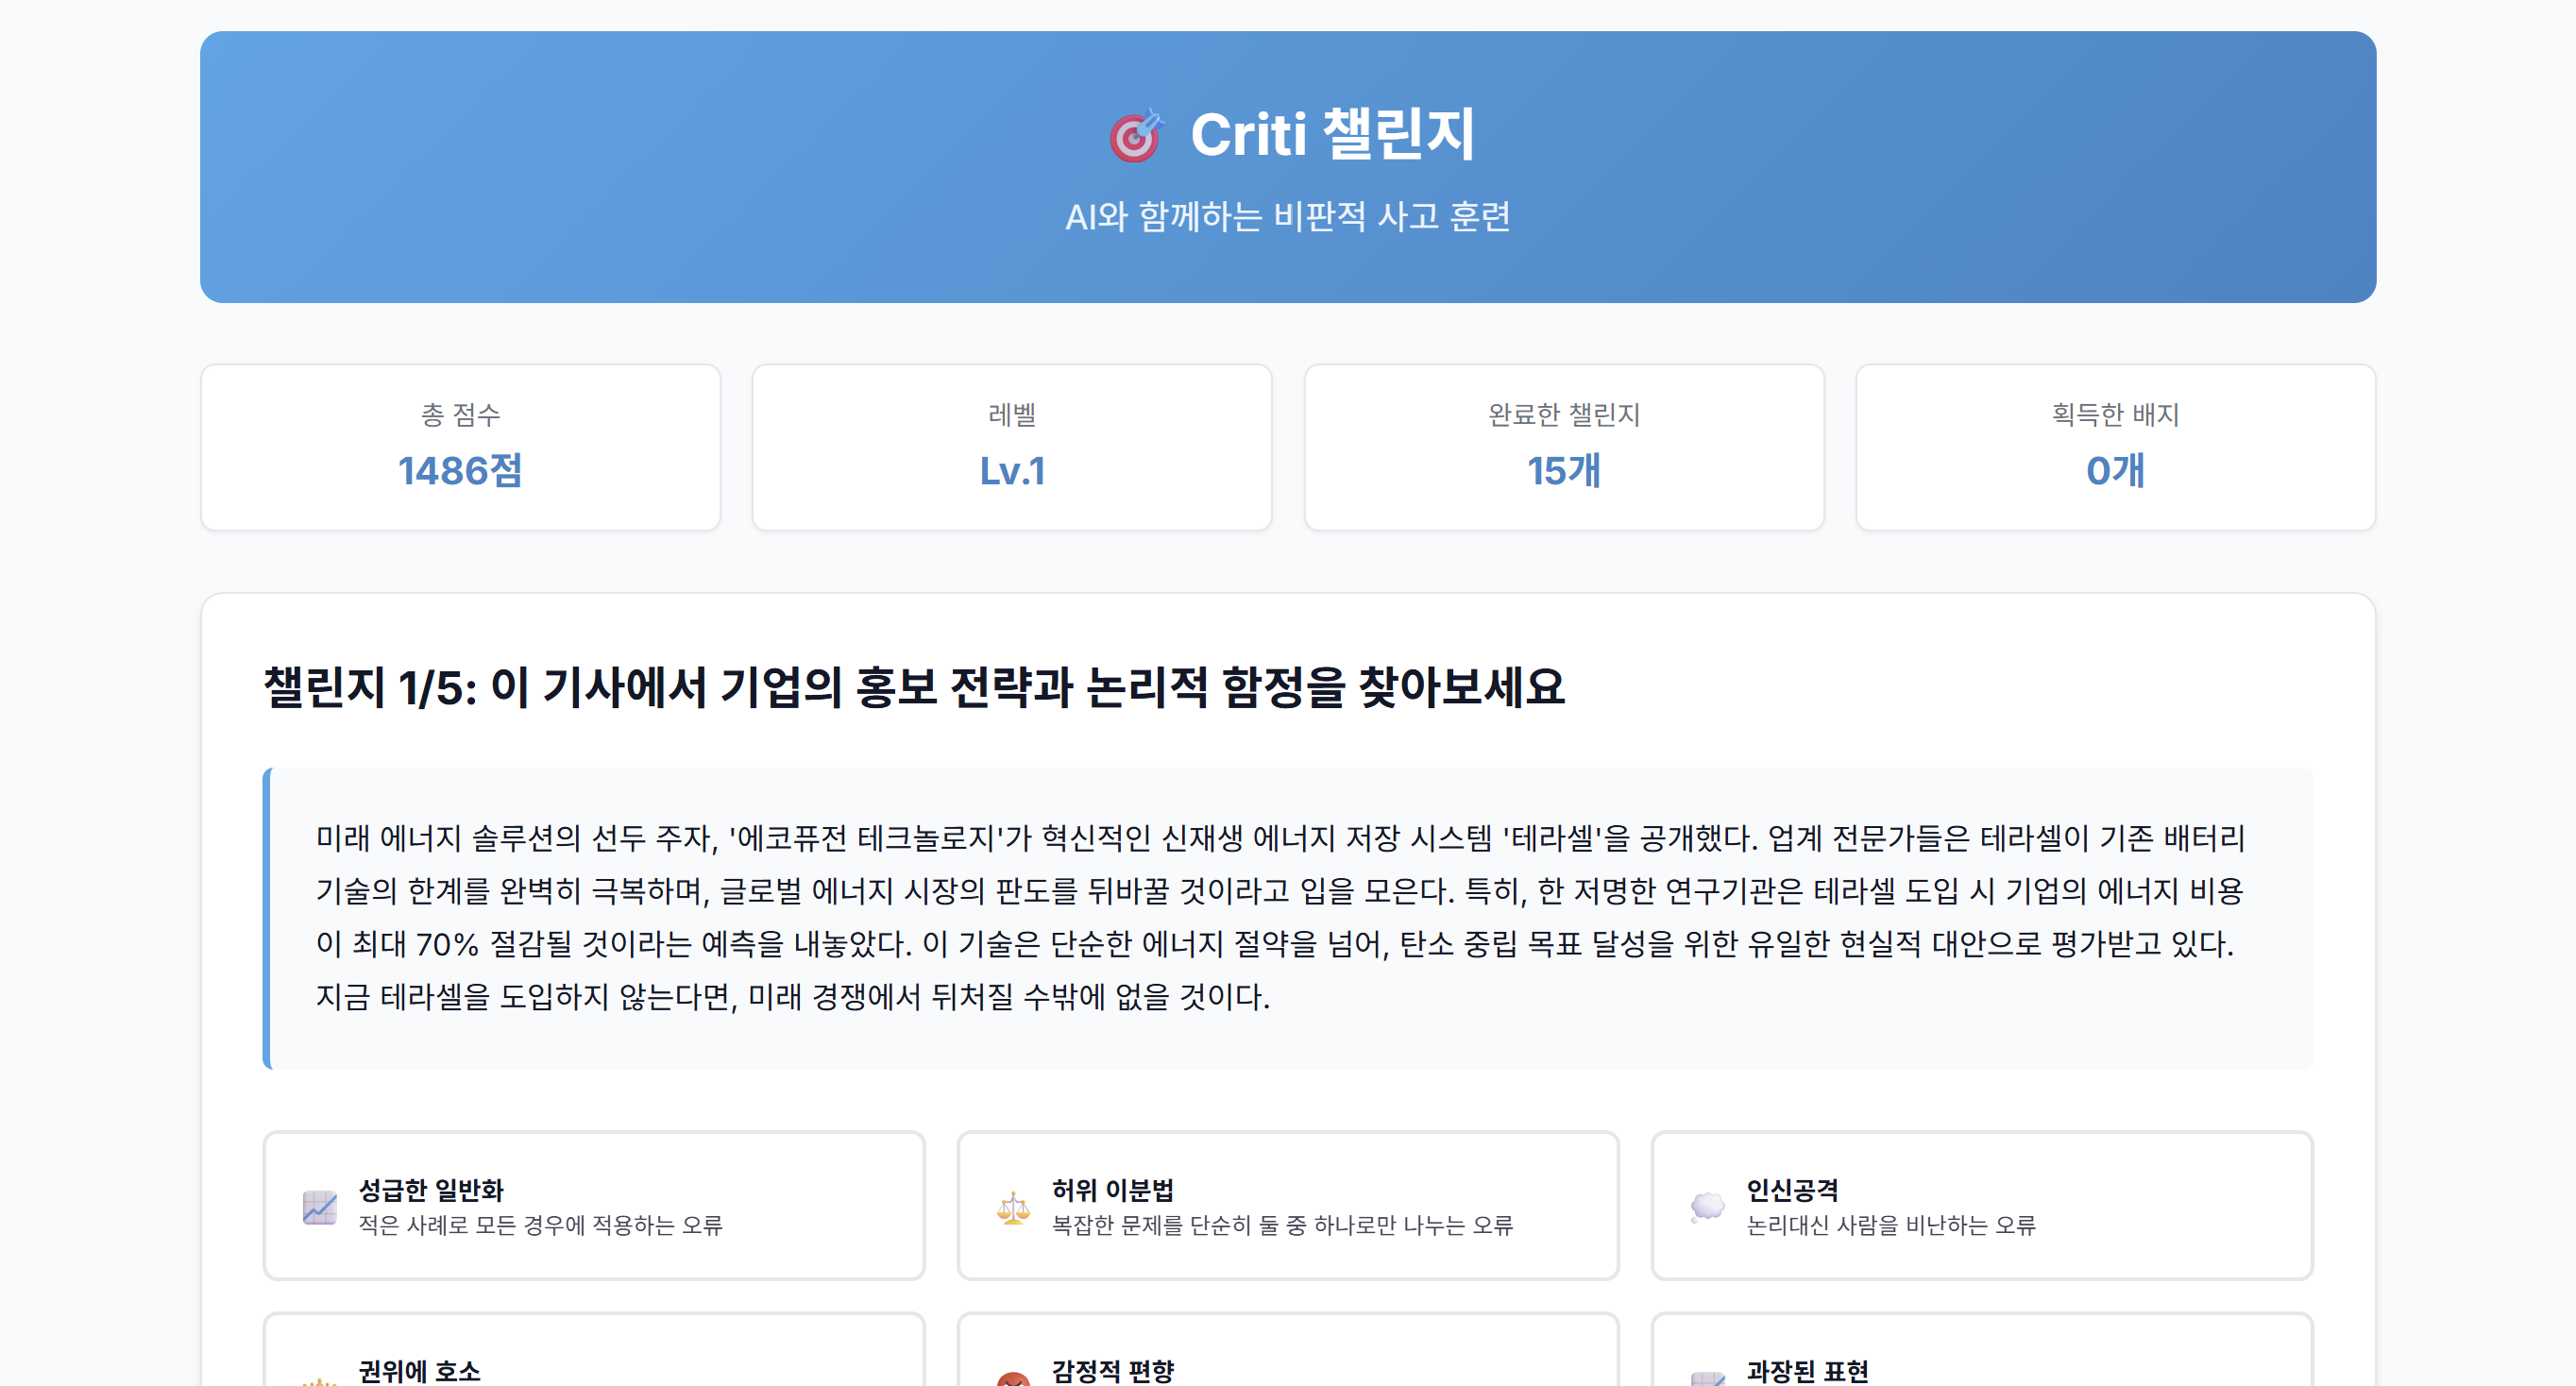 Criti 챌린지
AI와 함께하는 비판적 사고 훈련
총 점수
1486점
레벨
Lv.1
완료한 챌린지
15개
획득한 배지
0개
챌린지 1/5: 이 기사에서 기업의 홍보 전략과 논리적 함정을 찾아보세요
미래 에너지 솔루션의 선두 주자, '에코퓨전 테크놀로지'가 혁신적인 신재생 에너지 저장 시스템 '테라셀'을 공개했다. 업계 전문가들은 테라셀이 기존 배터리
기술의 한계를 완벽히 극복하며, 글로벌 에너지 시장의 판도를 뒤바꿀 것이라고 입을 모은다. 특히, 한 저명한 연구기관은 테라셀 도입 시 기업의 에너지 비용
이 최대 70% 절감될 것이라는 예측을 내놓았다. 이 기술은 단순한 에너지 절약을 넘어, 탄소 중립 목표 달성을 위한 유일한 현실적 대안으로 평가받고 있다.
지금 테라셀을 도입하지 않는다면, 미래 경쟁에서 뒤처질 수밖에 없을 것이다.
성급한 일반화
적은 사례로 모든 경우에 적용하는 오류
허위 이분법
복잡한 문제를 단순히 둘 중 하나로만 나누는 오류
인신공격
논리대신 사람을 비난하는 오류
권위에 호소
감정적 편향
과장된 표현